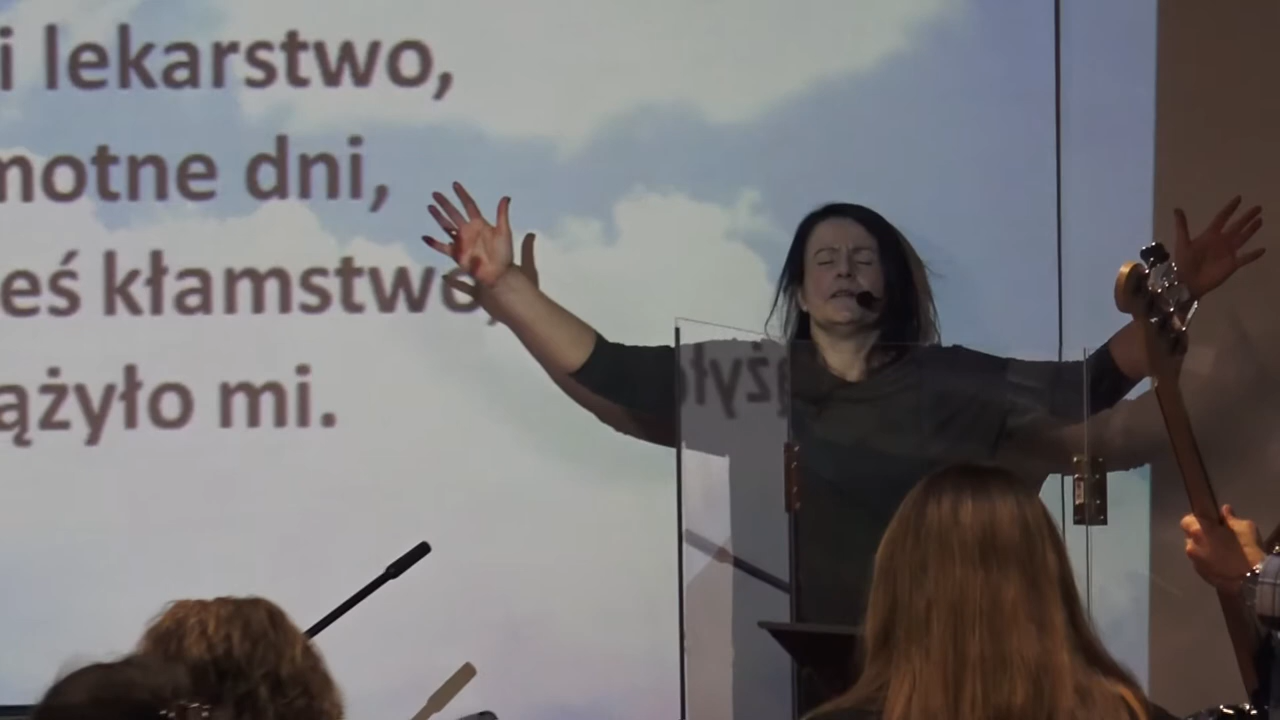 i lekarstwo,
motne dni,
eś kłamstwo,
ążyło mi.